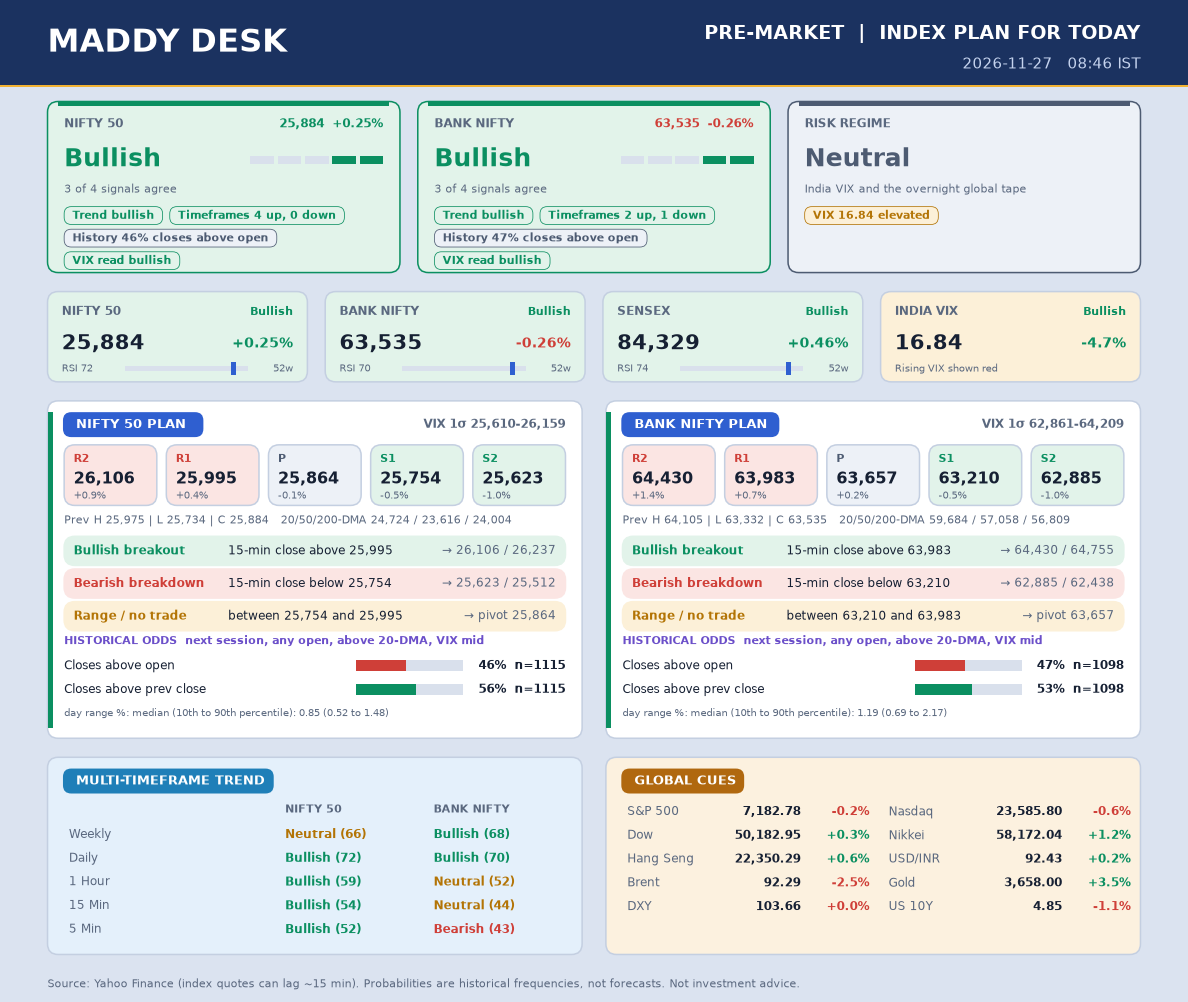 MADDY DESK
PRE-MARKET | INDEX PLAN FOR TODAY
2026-11-27 08:46 IST
NIFTY 50 25,884 +0.25%
Bullish
3 of 4 signals agree
Trend bullish Timeframes 4 up, 0 down
History 46% closes above open
VIX read bullish
BANK NIFTY 63,535 -0.26%
Bullish
3 of 4 signals agree
Trend bullish Timeframes 2 up, 1 down
History 47% closes above open
VIX read bullish
RISK REGIME
Neutral
India VIX and the overnight global tape
VIX 16.84 elevated
NIFTY 50 Bullish
25,884 +0.25%
RSI 72 52w
BANK NIFTY Bullish
63,535 -0.26%
RSI 70 52w
SENSEX Bullish
84,329 +0.46%
RSI 74 52w
INDIA VIX Bullish
16.84 -4.7%
Rising VIX shown red
NIFTY 50 PLAN VIX 1σ 25,610-26,159
R2 R1 P S1 S2
26,106 25,995 25,864 25,754 25,623
+0.9% +0.4% -0.1% -0.5% -1.0%
Prev H 25,975 | L 25,734 | C 25,884 20/50/200-DMA 24,724 / 23,616 / 24,004
Bullish breakout 15-min close above 25,995 → 26,106 / 26,237
Bearish breakdown 15-min close below 25,754 → 25,623 / 25,512
Range / no trade between 25,754 and 25,995 → pivot 25,864
HISTORICAL ODDS next session, any open, above 20-DMA, VIX mid
Closes above open 46% n=1115
Closes above prev close 56% n=1115
day range %: median (10th to 90th percentile): 0.85 (0.52 to 1.48)
BANK NIFTY PLAN VIX 1σ 62,861-64,209
R2 R1 P S1 S2
64,430 63,983 63,657 63,210 62,885
+1.4% +0.7% +0.2% -0.5% -1.0%
Prev H 64,105 | L 63,332 | C 63,535 20/50/200-DMA 59,684 / 57,058 / 56,809
Bullish breakout 15-min close above 63,983 → 64,430 / 64,755
Bearish breakdown 15-min close below 63,210 → 62,885 / 62,438
Range / no trade between 63,210 and 63,983 → pivot 63,657
HISTORICAL ODDS next session, any open, above 20-DMA, VIX mid
Closes above open 47% n=1098
Closes above prev close 53% n=1098
day range %: median (10th to 90th percentile): 1.19 (0.69 to 2.17)
MULTI-TIMEFRAME TREND
NIFTY 50 BANK NIFTY
Weekly Neutral (66) Bullish (68)
Daily Bullish (72) Bullish (70)
1 Hour Bullish (59) Neutral (52)
15 Min Bullish (54) Neutral (44)
5 Min Bullish (52) Bearish (43)
GLOBAL CUES
S&P 500 7,182.78 -0.2% Nasdaq 23,585.80 -0.6%
Dow 50,182.95 +0.3% Nikkei 58,172.04 +1.2%
Hang Seng 22,350.29 +0.6% USD/INR 92.43 +0.2%
Brent 92.29 -2.5% Gold 3,658.00 +3.5%
DXY 103.66 +0.0% US 10Y 4.85 -1.1%
Source: Yahoo Finance (index quotes can lag ~15 min). Probabilities are historical frequencies, not forecasts. Not investment advice.